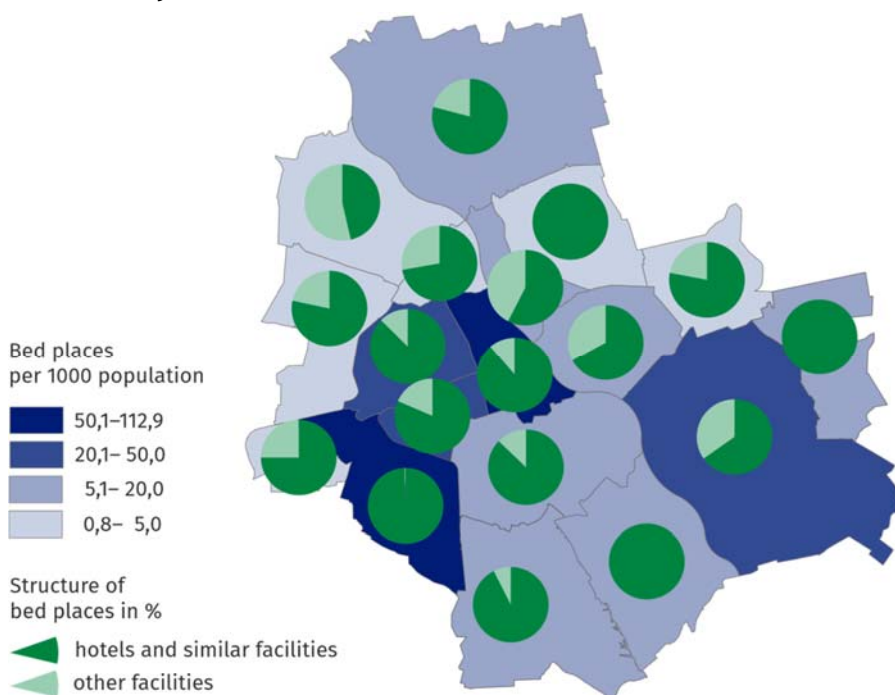 Bed places
per 1000 population
50,1–112,9
20,1– 50,0
5,1– 20,0
0,8– 5,0
Structure of
bed places in %
hotels and similar facilities
other facilities